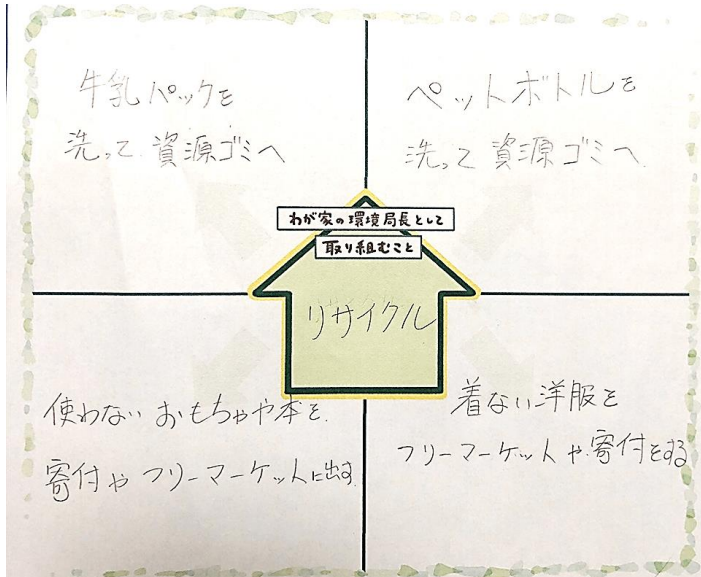 牛乳パックを
洗って資源ゴミへ
ペットボトルを
洗って資源ゴミへ
わが家の環境局長として
取り組むこと
リサイクル
使わないおもちゃや本を
寄付やフリーマーケットに出す
着ない洋服を
フリーマーケットや寄付をする